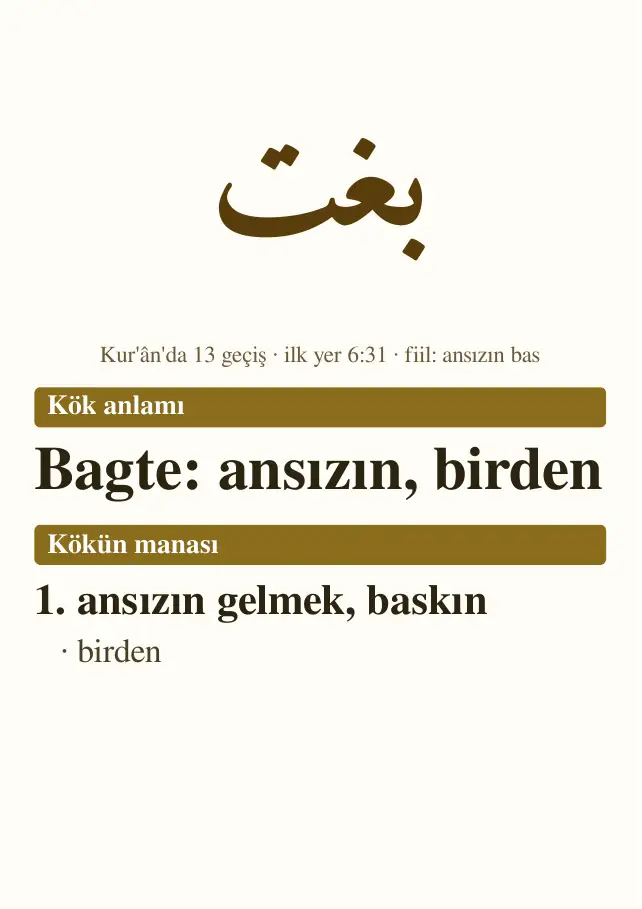 بغت
Kur'ân'da 13 geçiş · ilk yer 6:31 · fiil: ansızın bas
Kök anlamı
Bagte: ansızın, birden
Kökün manası
1. ansızın gelmek, baskın
· birden